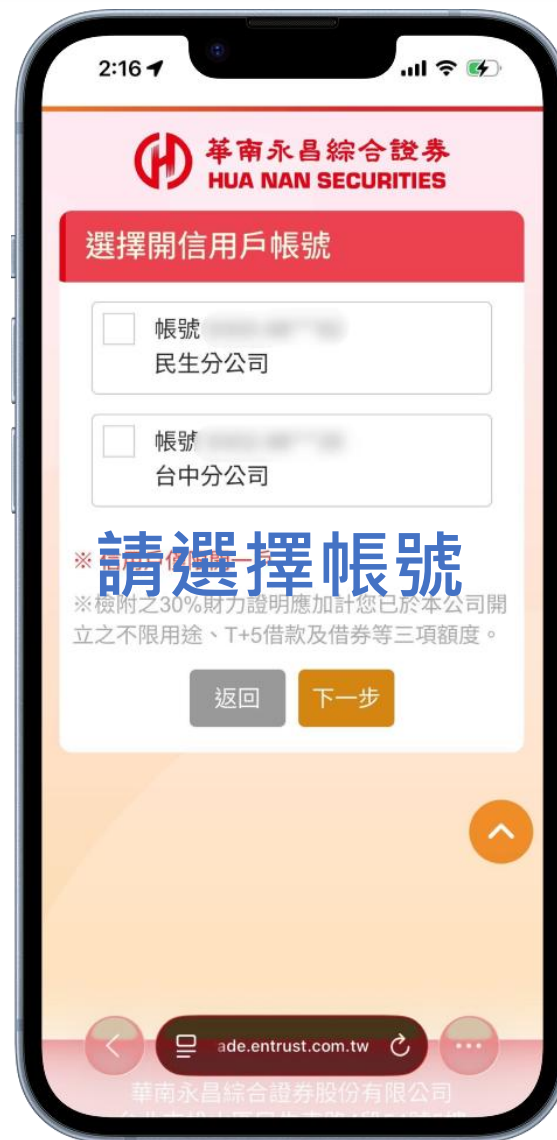 2:16
華南永昌綜合證券
HUA NAN SECURITIES
選擇開信用戶帳號
帳號
民生分公司
帳號
台中分公司
請選擇帳號
※檢附之30%財力證明應加計您已於本公司開
立之不限用途、T+5借款及借券等三項額度。
返回 下一步
ade.entrust.com.tw
華南永昌綜合證券股份有限公司